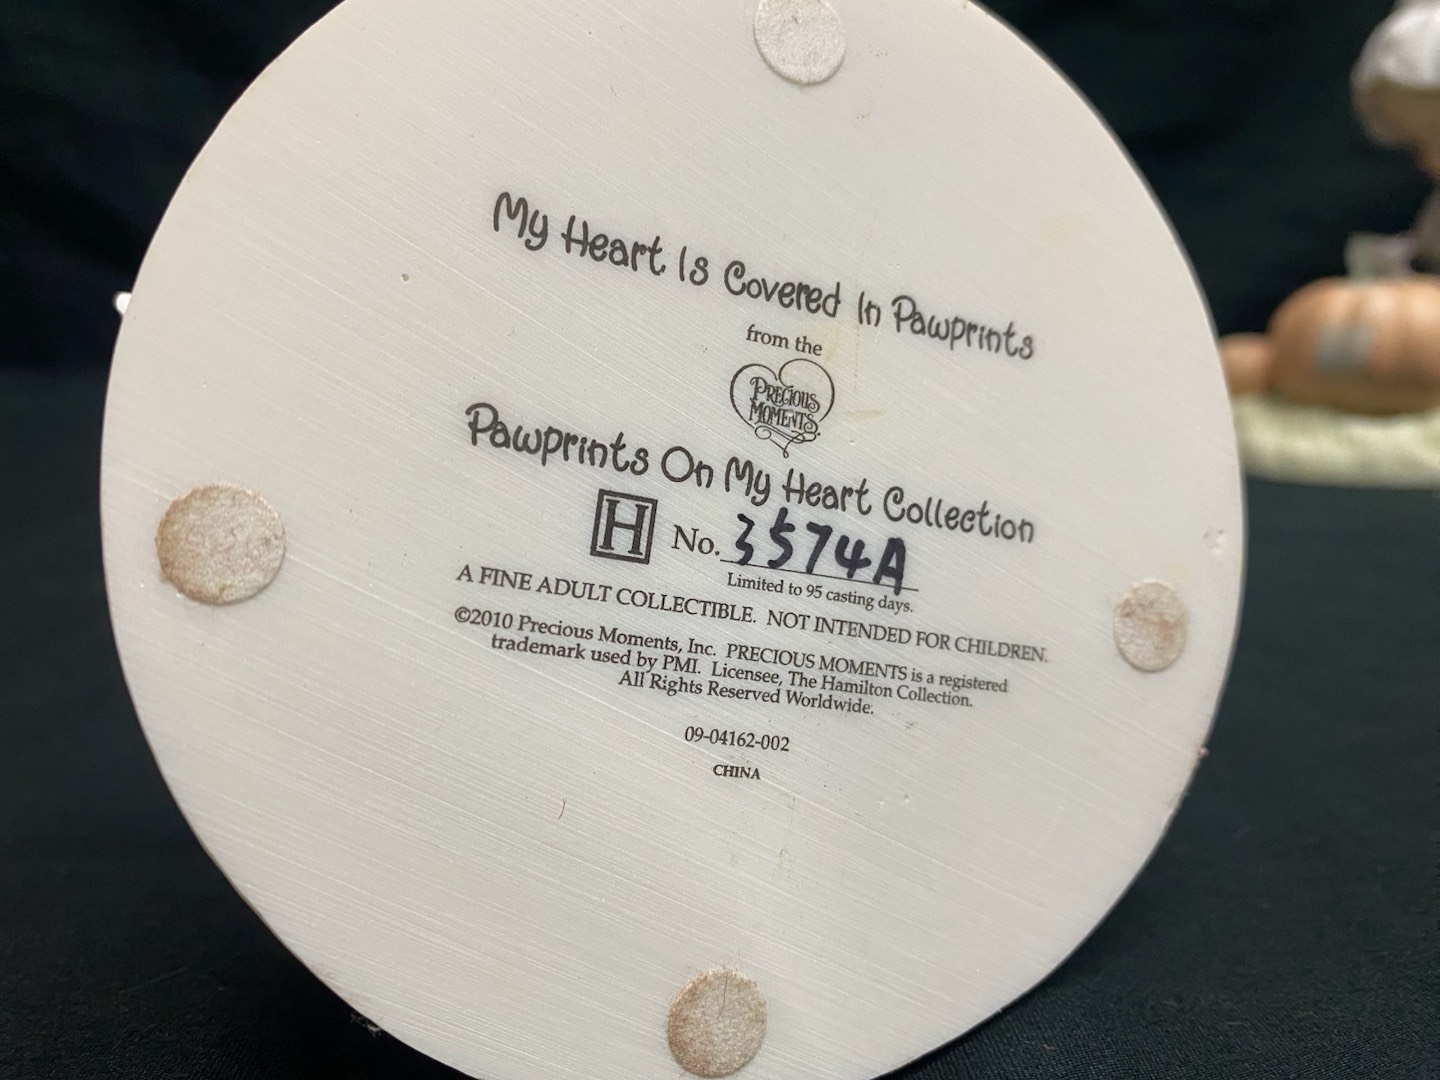 My Heart Is Covered In Pawprints
from the
PRECIOUS
MOMENTS
Pawprints On My Heart Collection
H No. 3574A
Limited to 95 casting days.
A FINE ADULT COLLECTIBLE. NOT INTENDED FOR CHILDREN.
©2010 Precious Moments, Inc. PRECIOUS MOMENTS is a registered
trademark used by PMI. Licensee, The Hamilton Collection.
All Rights Reserved Worldwide.
09-04162-002
CHINA